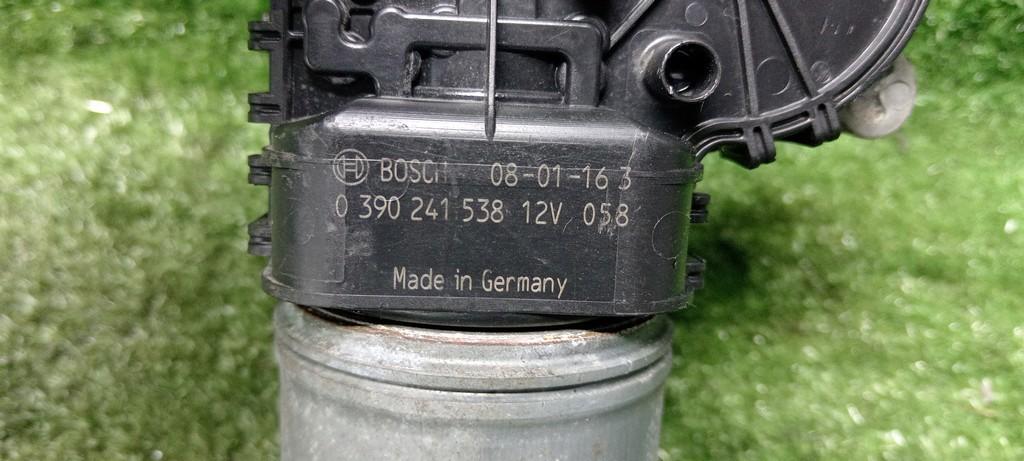 BOSCH 08-01-16 3
0 390 241 538 12V 058
Made in Germany